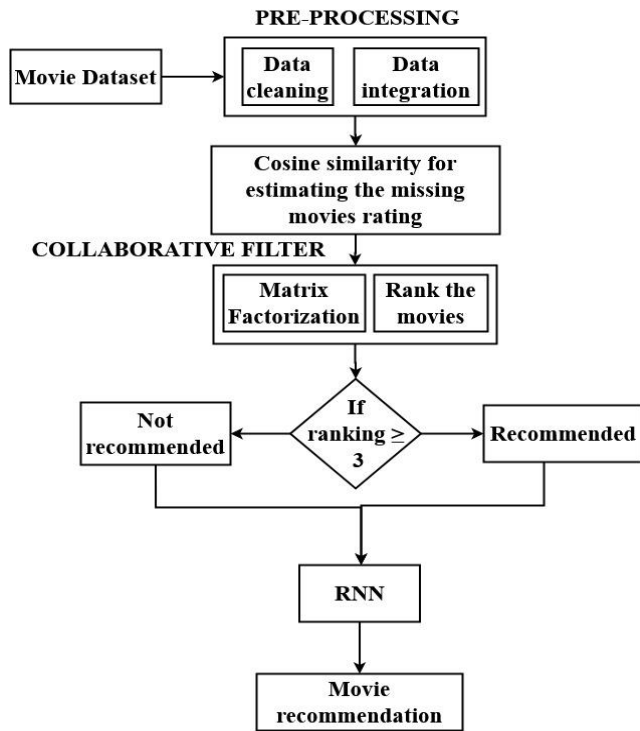 PRE-PROCESSING
Movie Dataset
Data
cleaning
Data
integration
Cosine similarity for
estimating the missing
movies rating
COLLABORATIVE FILTER
Matrix
Factorization
Rank the
movies
If
ranking ≥
3
Not
recommended
Recommended
RNN
Movie
recommendation